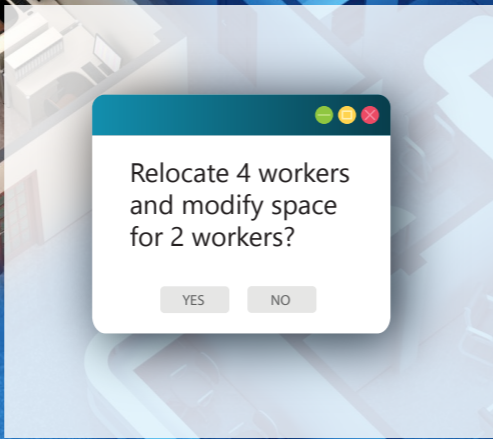 Relocate 4 workers
and modify space
for 2 workers?
YES NO